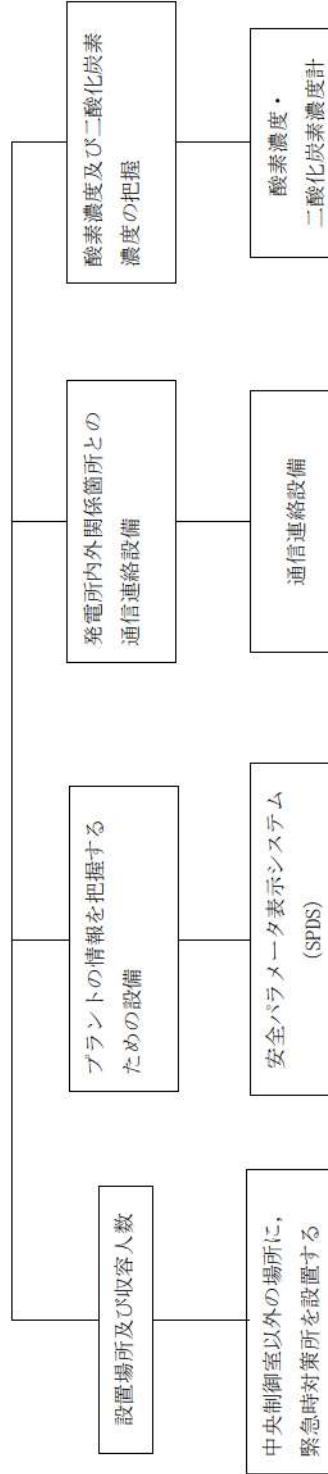 設置場所及び収容人数
プラントの情報を把握する
ための設備
発電所内外関係箇所との
通信連絡設備
酸素濃度及び二酸化炭素
濃度の把握
中央制御室以外の場所に，
緊急時対策所を設置する
安全パラメータ表示システム
(SPDS)
通信連絡設備
酸素濃度・
二酸化炭素濃度計